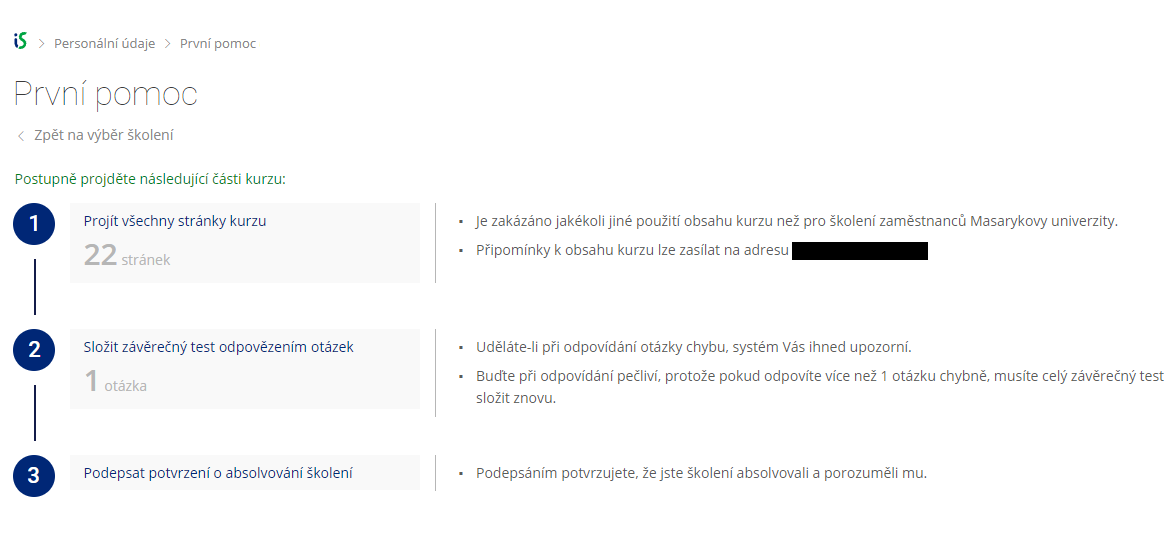 iS > Personální údaje > První pomoc
První pomoc
< Zpět na výběr školení
Postupně projděte následující části kurzu:
1
Projít všechny stránky kurzu
22 stránek
▪ Je zakázáno jakékoli jiné použití obsahu kurzu než pro školení zaměstnanců Masarykovy univerzity.
▪ Připomínky k obsahu kurzu lze zasílat na adresu
2
Složit závěrečný test odpovězením otázek
1 otázka
▪ Uděláte-li při odpovídání otázky chybu, systém Vás ihned upozorní.
▪ Buďte při odpovídání pečliví, protože pokud odpovíte více než 1 otázku chybně, musíte celý závěrečný test
složit znovu.
3
Podepsat potvrzení o absolvování školení
▪ Podepsáním potvrzujete, že jste školení absolvovali a porozuměli mu.